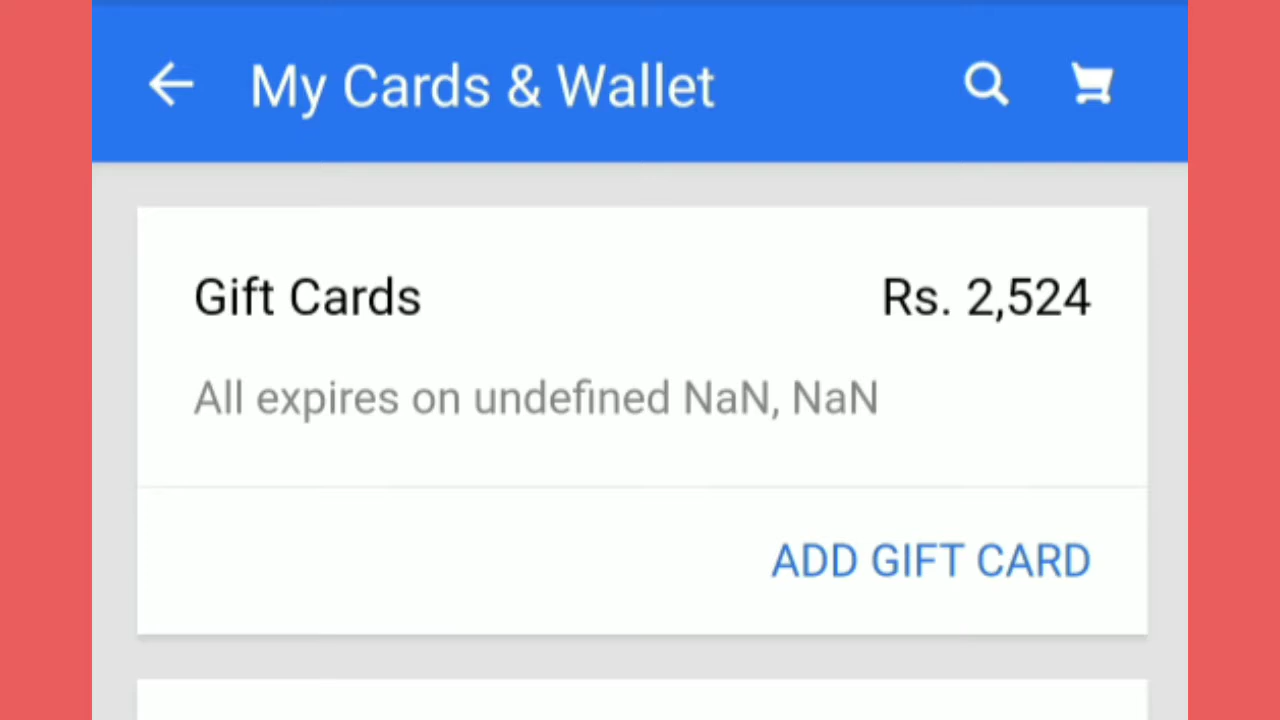 My Cards & Wallet
Gift Cards Rs. 2,524
All expires on undefined NaN, NaN
ADD GIFT CARD